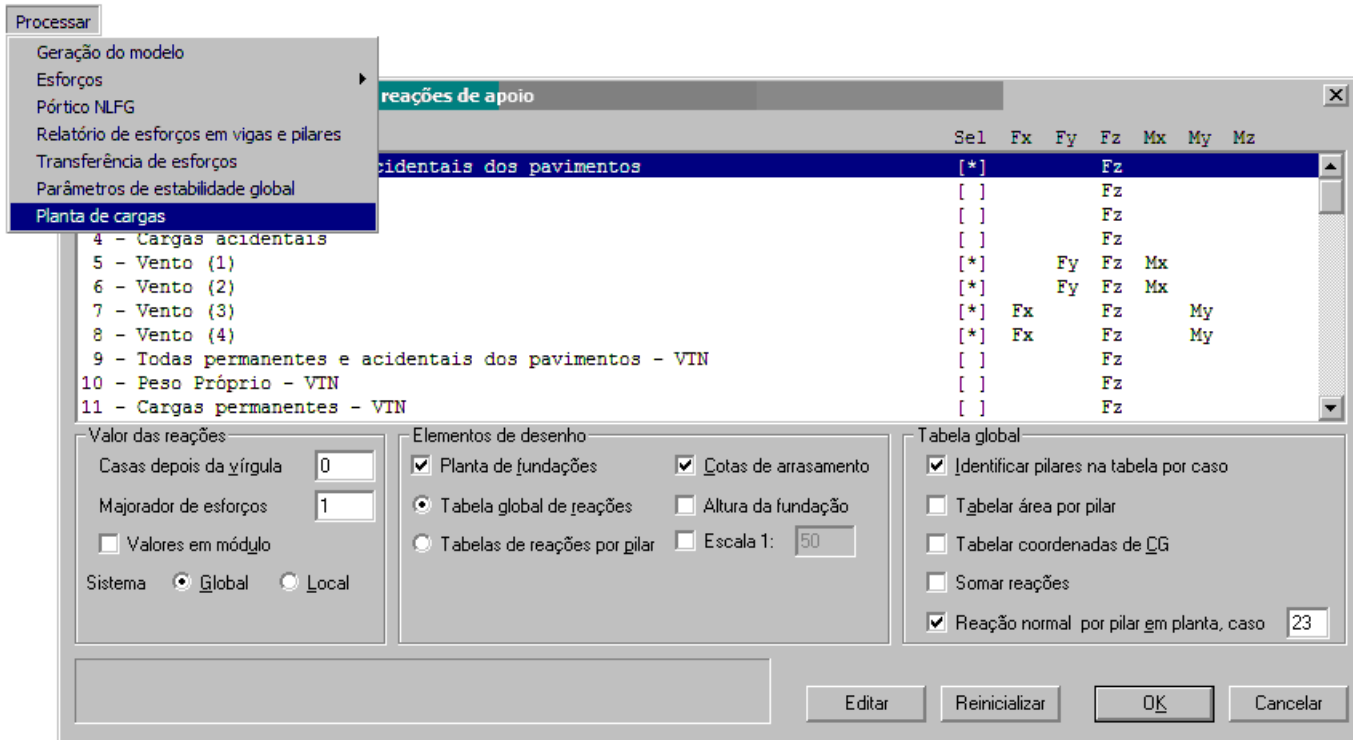 Processar
Geração do modelo
Esforços
Pórtico NLFG
Relatório de esforços em vigas e pilares
Transferência de esforços
Parâmetros de estabilidade global
Planta de cargas
reações de apoio
Sel Fx Fy Fz Mx My Mz
cidentais dos pavimentos [*] Fz
[ ] Fz
[ ] Fz
4 - Cargas acidentais [ ] Fz
5 - Vento (1) [*] Fy Fz Mx
6 - Vento (2) [*] Fy Fz Mx
7 - Vento (3) [*] Fx Fz My
8 - Vento (4) [*] Fx Fz My
9 - Todas permanentes e acidentais dos pavimentos - VTN [ ] Fz
10 - Peso Próprio - VTN [ ] Fz
11 - Cargas permanentes - VTN [ ] Fz
Valor das reações
Casas depois da vírgula 0
Majorador de esforços 1
Valores em módulo
Sistema Global Local
Elementos de desenho
Planta de fundações Cotas de arrasamento
Tabela global de reações Altura da fundação
Tabelas de reações por pilar Escala 1: 50
Tabela global
Identificar pilares na tabela por caso
Tabelar área por pilar
Tabelar coordenadas de CG
Somar reações
Reação normal por pilar em planta, caso 23
Editar Reinicializar OK Cancelar